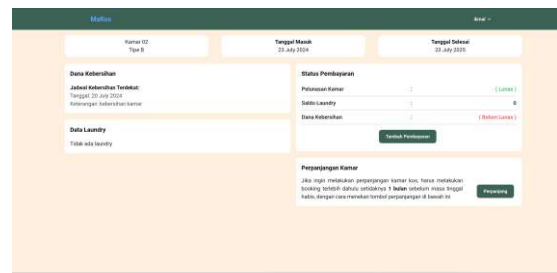 MaKos
Ismail
Kamar 02
Tipe B
Tanggal Masuk
23 July 2024
Tanggal Selesai
23 July 2025
Dana Kebersihan
Jadwal Kebersihan Terdekat:
Tanggal: 20 July 2024
Keterangan: kebersihan kamar
Data Laundry
Tidak ada laundry
Status Pembayaran
Pelunasan Kamar : ( Lunas )
Saldo Laundry : 0
Dana Kebersihan : ( Belum Lunas )
Tambah Pembayaran
Perpanjangan Kamar
Jika ingin melakukan perpanjangan kamar kos, harus melakukan
booking terlebih dahulu setidaknya 1 bulan sebelum masa tinggal
habis, dengan cara menekan tombol perpanjangan di bawah ini
Perpanjang